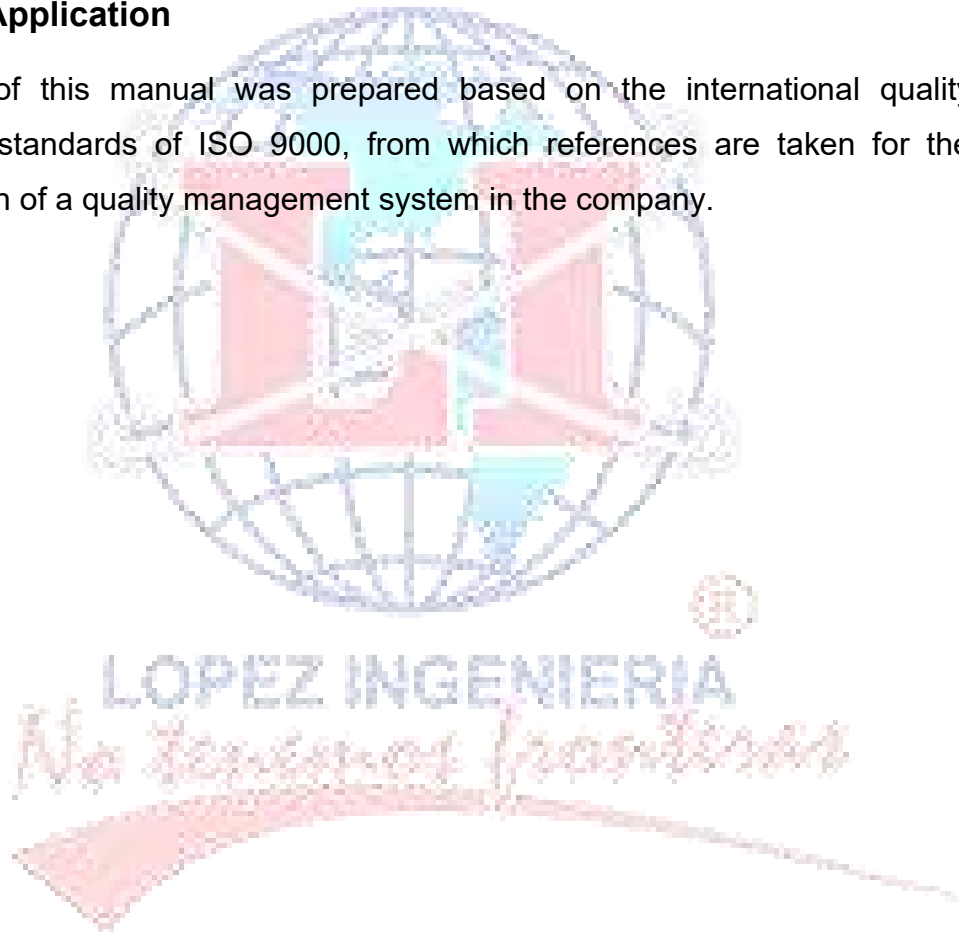 Application
of this manual was prepared based on the international quality
standards of ISO 9000, from which references are taken for the
of a quality management system in the company.
®
LOPEZ INGENIERIA
No tenemos fronteras